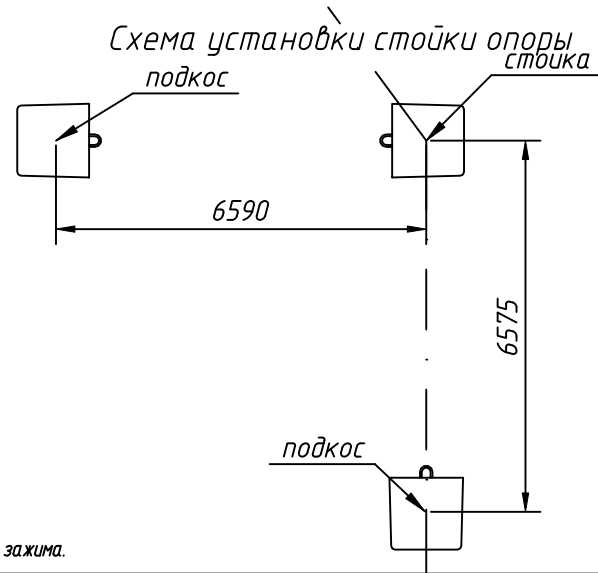 Схема установки стойки опоры
подкос
стойка
6590
6575
подкос
зажима.